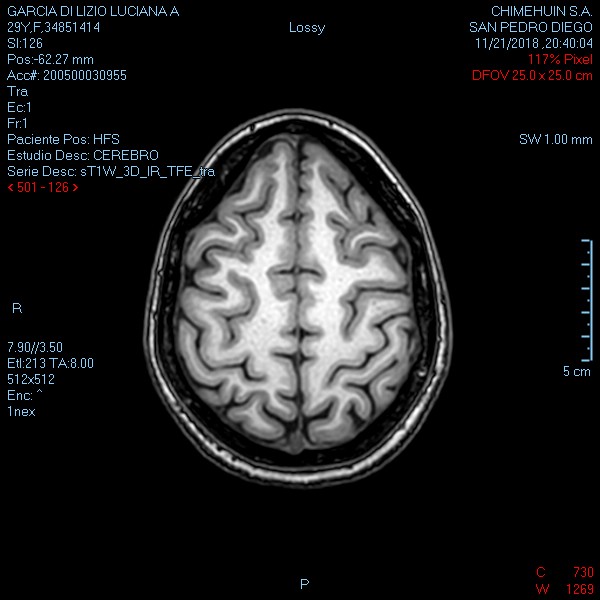 GARCIA DI LIZIO LUCIANA A
29Y,F,34851414
Sl:126
Pos:-62.27 mm
Acc#: 200500030955
Tra
Ec:1
Fr:1
Paciente Pos: HFS
Estudio Desc: CEREBRO
Serie Desc: sT1W_3D_IR_TFE_tra
< 501 - 126 >
Lossy
CHIMEHUIN S.A.
SAN PEDRO DIEGO
11/21/2018 ,20:40:04
117% Pixel
DFOV 25.0 x 25.0 cm
SW 1.00 mm
R
7.90//3.50
Etl:213 TA:8.00
512x512
Enc: ^
1nex
5 cm
P
C 730
W 1269